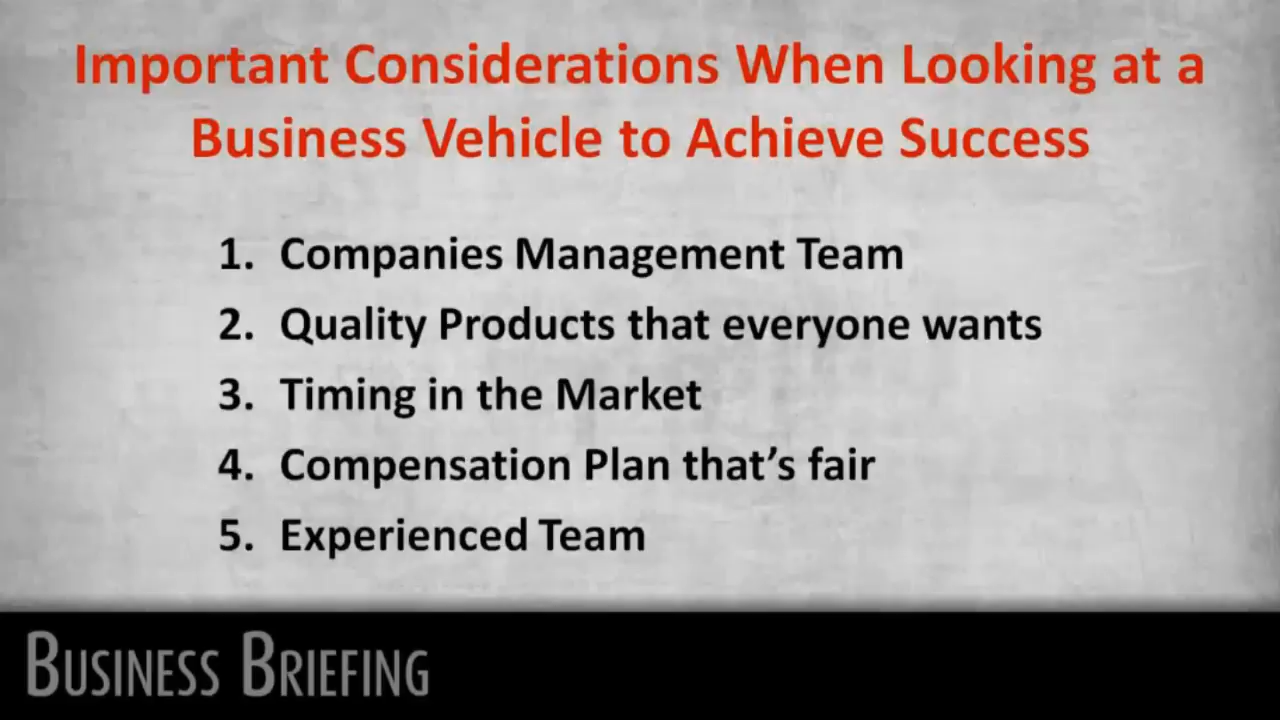 Important Considerations When Looking at a
Business Vehicle to Achieve Success
1. Companies Management Team
2. Quality Products that everyone wants
3. Timing in the Market
4. Compensation Plan that’s fair
5. Experienced Team
BUSINESS BRIEFING